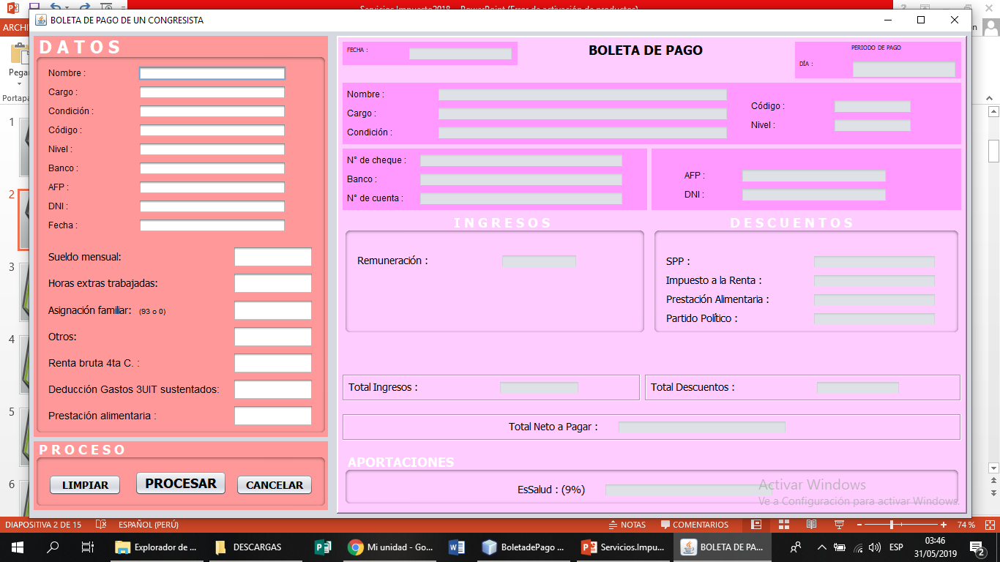 Servicios.Impuesto2018 - PowerPoint (Error de activación de productos)
BOLETA DE PAGO DE UN CONGRESISTA
ARCHI
Pegar
Portapa
1
2
3
4
5
6
D A T O S
Nombre :
Cargo :
Condición :
Código :
Nivel :
Banco :
AFP :
DNI :
Fecha :
Sueldo mensual:
Horas extras trabajadas:
Asignación familiar: (93 o 0)
Otros:
Renta bruta 4ta C. :
Deducción Gastos 3UIT sustentados:
Prestación alimentaria :
P R O C E S O
LIMPIAR PROCESAR CANCELAR
FECHA :
BOLETA DE PAGO
PERIODO DE PAGO
DÍA :
Nombre :
Cargo :
Condición :
Código :
Nivel :
N° de cheque :
Banco :
N° de cuenta :
AFP :
DNI :
I N G R E S O S
Remuneración :
D E S C U E N T O S
SPP :
Impuesto a la Renta :
Prestación Alimentaria :
Partido Político :
Total Ingresos :
Total Descuentos :
Total Neto a Pagar :
APORTACIONES
EsSalud : (9%)
Activar Windows
Ve a Configuración para activar Windows.
DIAPOSITIVA 2 DE 15 ESPAÑOL (PERÚ) NOTAS COMENTARIOS 74 %
Explorador de ... DESCARGAS Mi unidad - Go... BoletadePago ... Servicios.Impu... BOLETA DE PA... ESP
03:46
31/05/2019
2